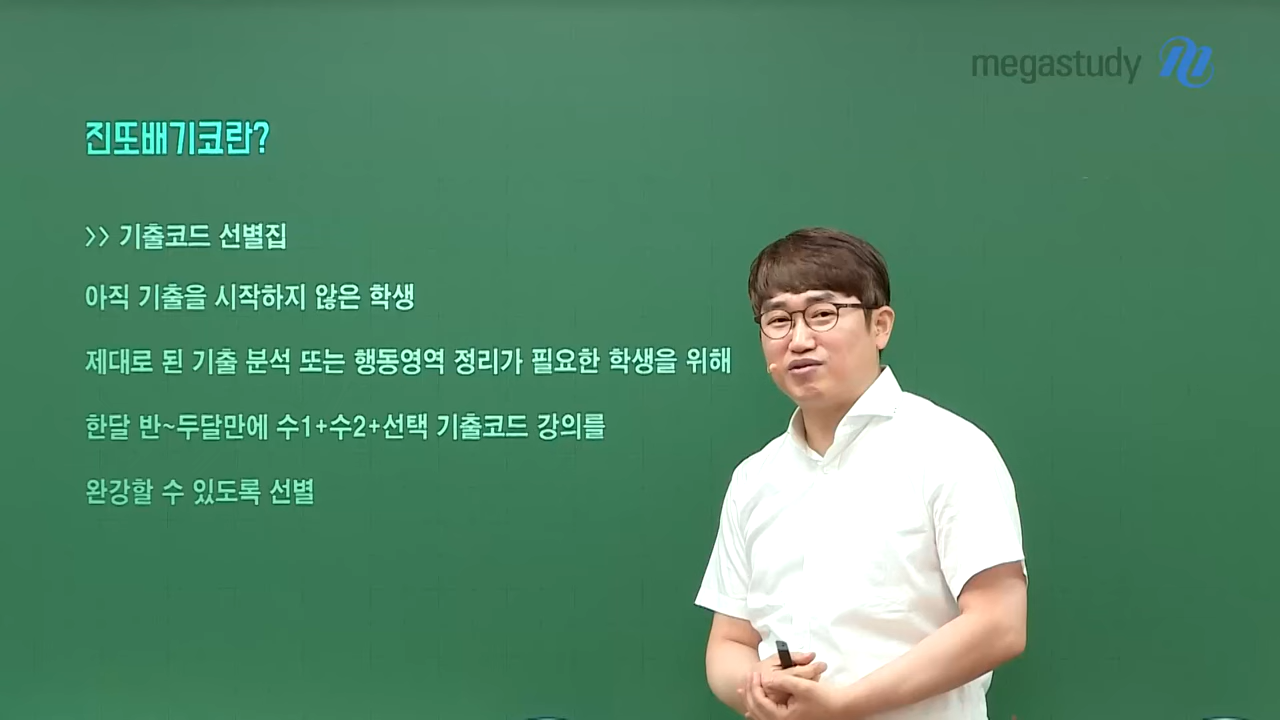 megastudy
진또배기코란?
>> 기출코드 선별집
아직 기출을 시작하지 않은 학생
제대로 된 기출 분석 또는 행동영역 정리가 필요한 학생을 위해
한달 반~두달만에 수1+수2+선택 기출코드 강의를
완강할 수 있도록 선별